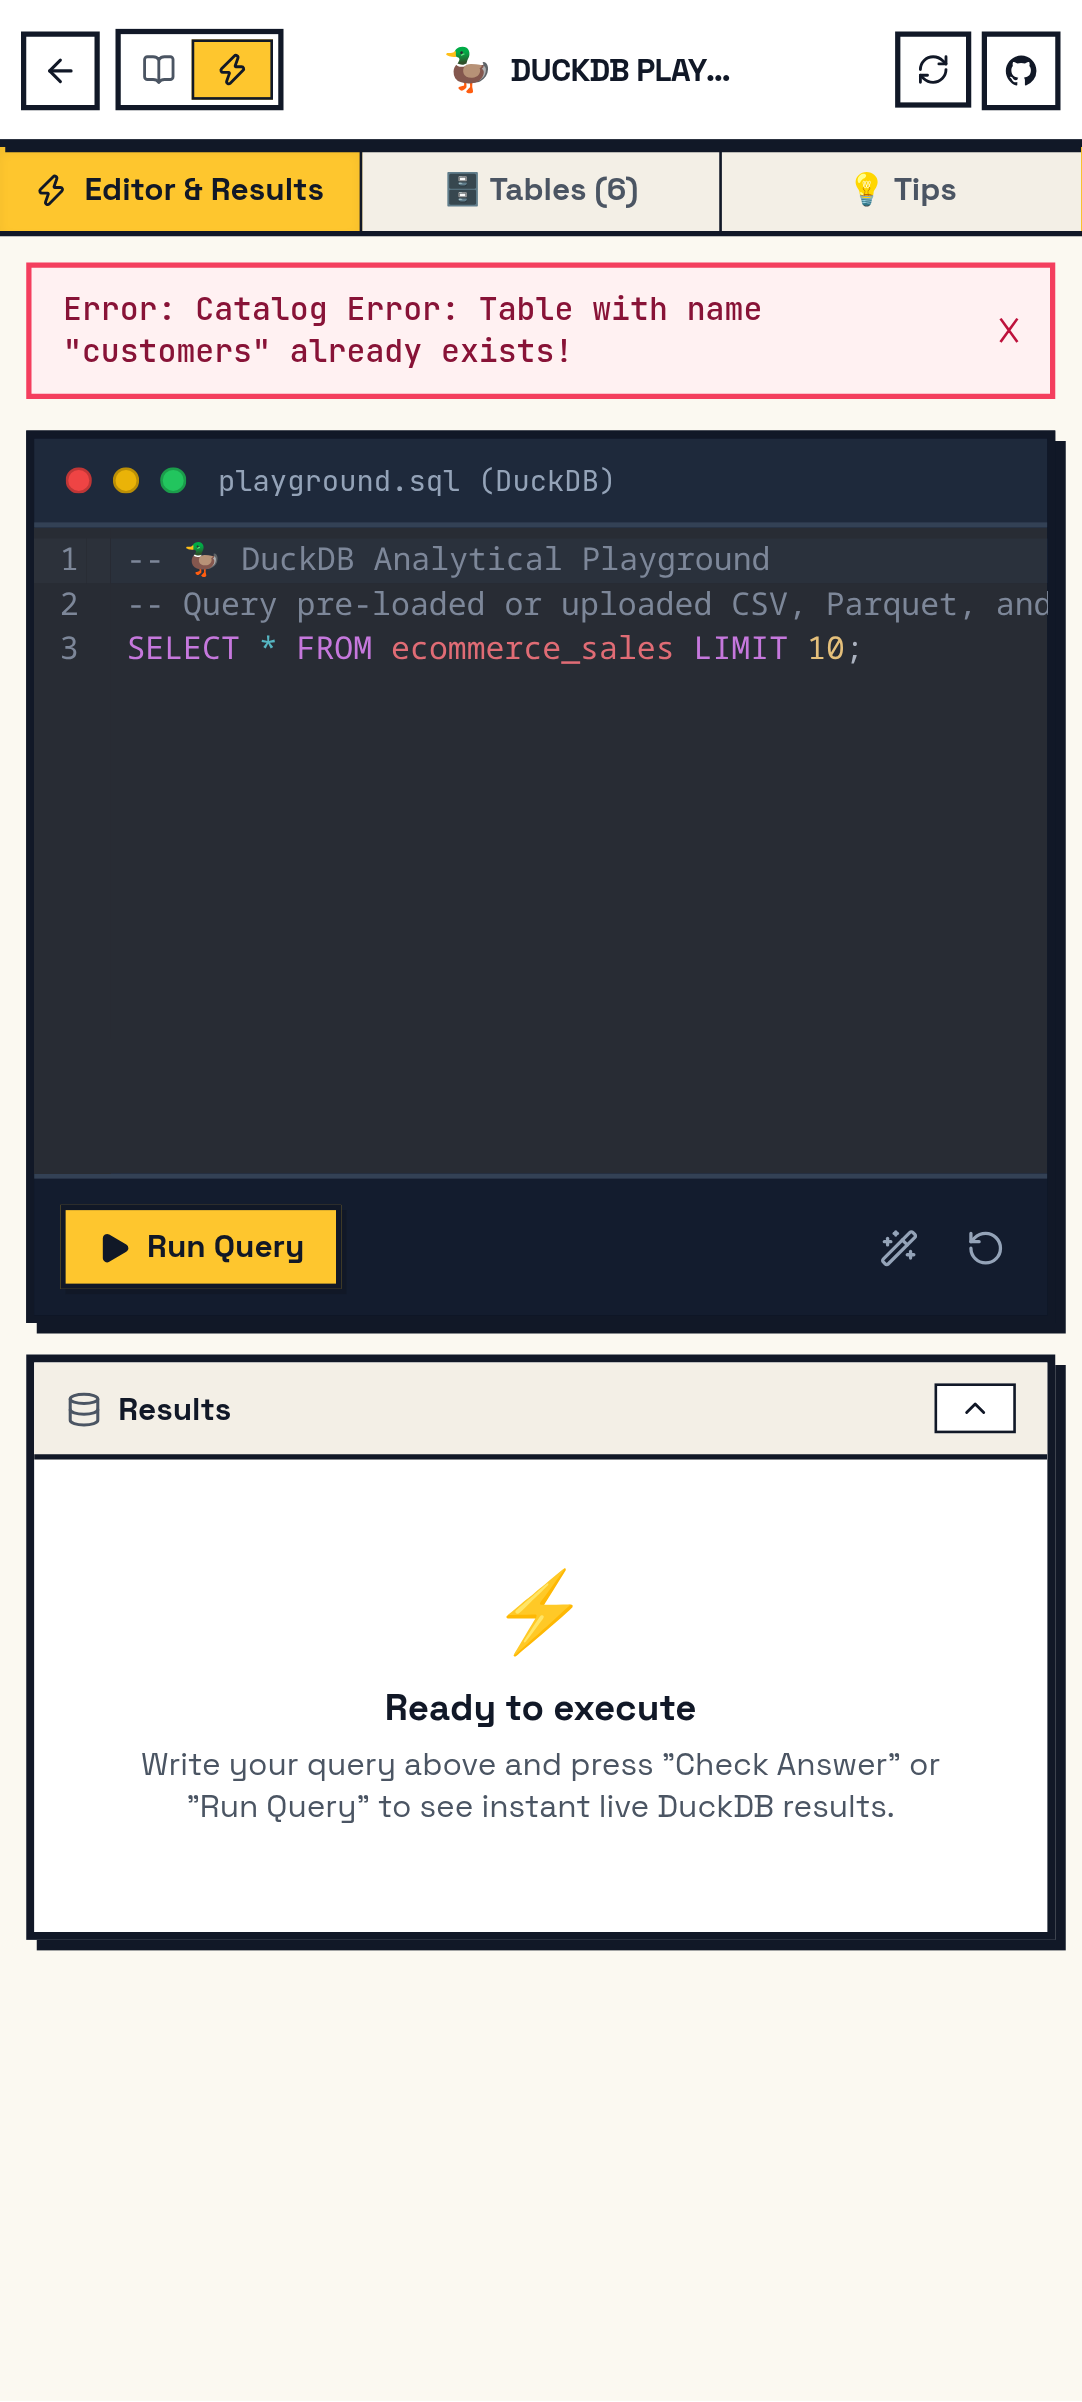 DUCKDB PLAY...
Editor & Results
Tables (6)
Tips
Error: Catalog Error: Table with name
"customers" already exists!
X
playground.sql (DuckDB)
1 -- 🦆 DuckDB Analytical Playground
2 -- Query pre-loaded or uploaded CSV, Parquet, and
3 SELECT * FROM ecommerce_sales LIMIT 10;
Run Query
Results
Ready to execute
Write your query above and press "Check Answer" or
"Run Query" to see instant live DuckDB results.